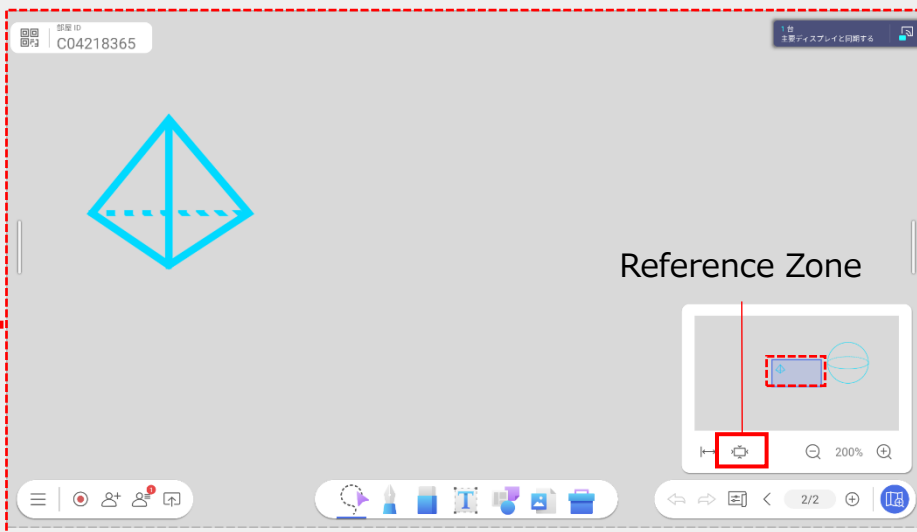 部屋 ID
C04218365
1 台
主要ディスプレイと同期する
Reference Zone
200%
1
T
2/2